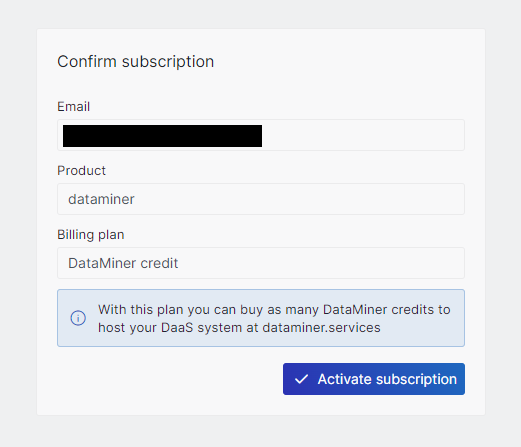 Confirm subscription
Email
Product
dataminer
Billing plan
DataMiner credit
With this plan you can buy as many DataMiner credits to
host your DaaS system at dataminer.services
Activate subscription